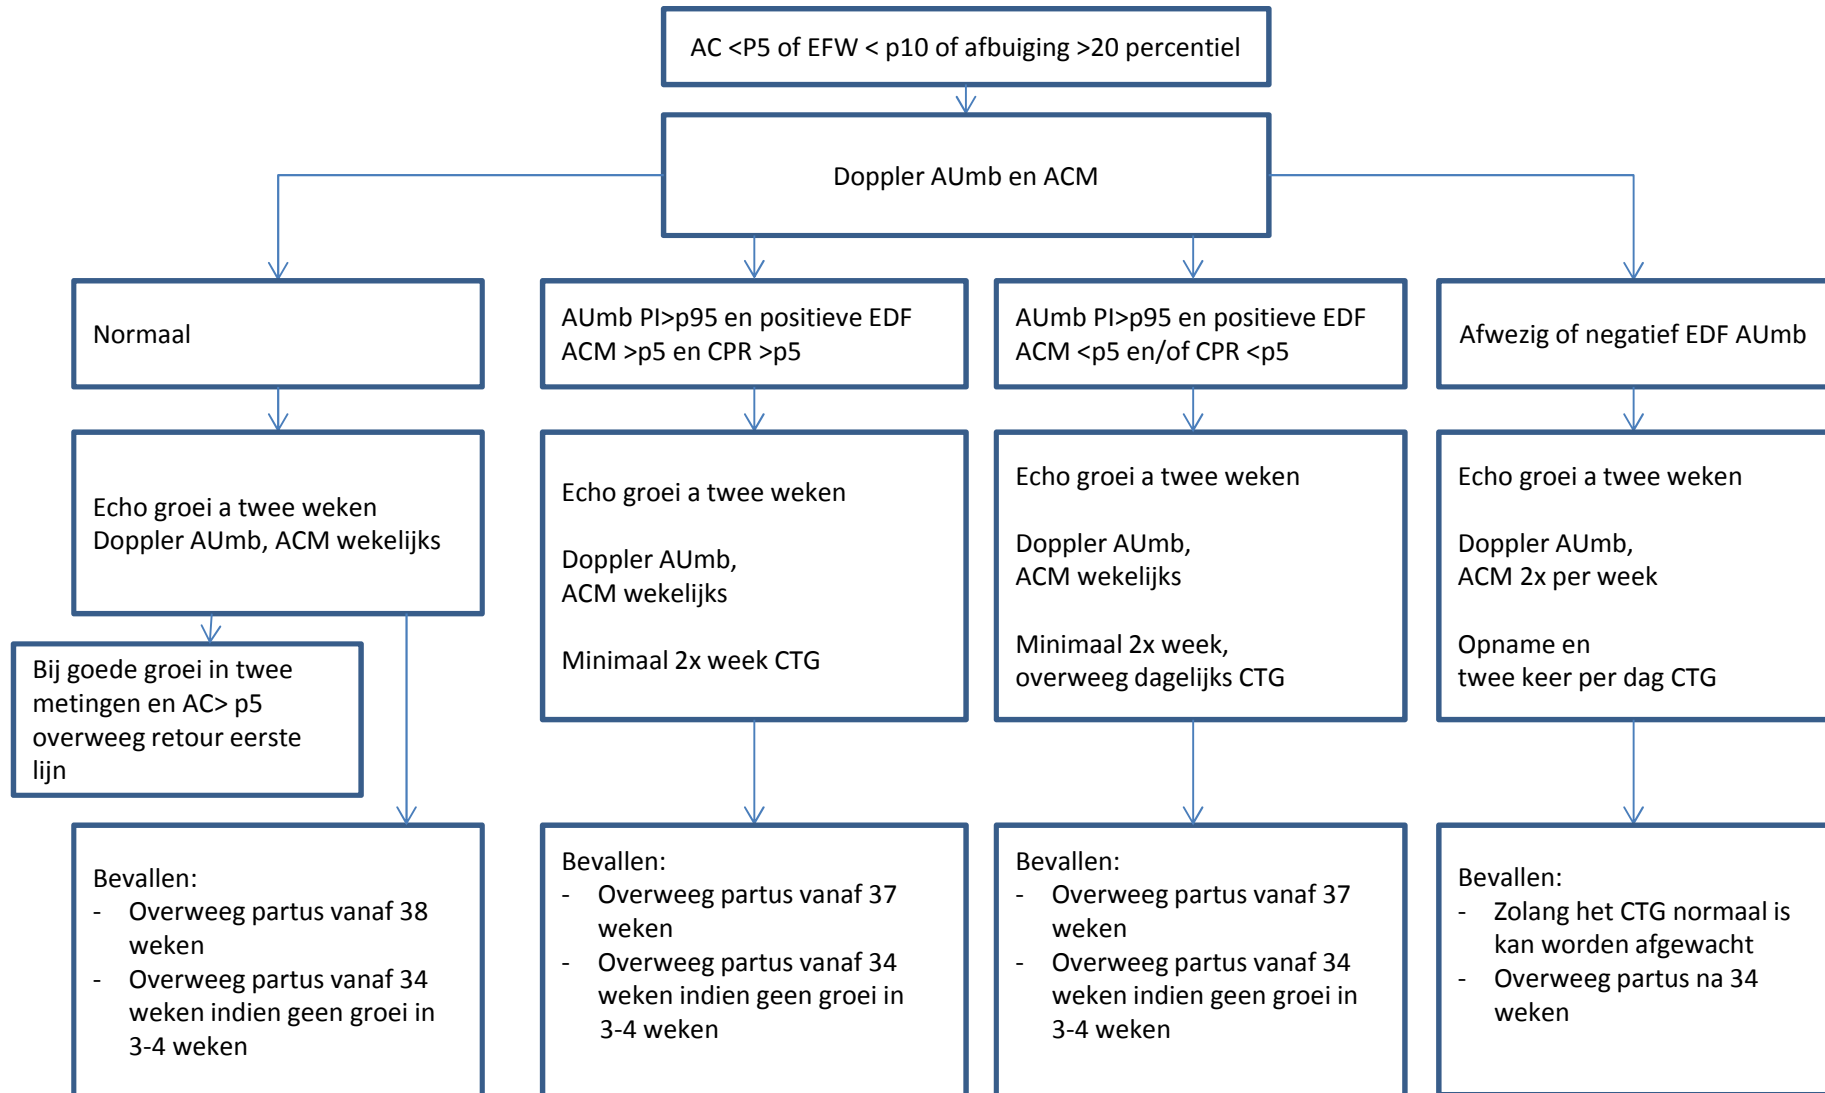 AC <P5 of EFW < p10 of afbuiging >20 percentiel
Doppler AUmb en ACM
Normaal
AUmb PI>p95 en positieve EDF
ACM >p5 en CPR >p5
AUmb PI>p95 en positieve EDF
ACM <p5 en/of CPR <p5
Afwezig of negatief EDF AUmb
Echo groei a twee weken
Doppler AUmb, ACM wekelijks
Echo groei a twee weken
Doppler AUmb,
ACM wekelijks
Minimaal 2x week CTG
Echo groei a twee weken
Doppler AUmb,
ACM wekelijks
Minimaal 2x week,
overweeg dagelijks CTG
Echo groei a twee weken
Doppler AUmb,
ACM 2x per week
Opname en
twee keer per dag CTG
Bij goede groei in twee
metingen en AC> p5
overweeg retour eerste
lijn
Bevallen:
- Overweeg partus vanaf 38
weken
- Overweeg partus vanaf 34
weken indien geen groei in
3-4 weken
Bevallen:
- Overweeg partus vanaf 37
weken
- Overweeg partus vanaf 34
weken indien geen groei in
3-4 weken
Bevallen:
- Overweeg partus vanaf 37
weken
- Overweeg partus vanaf 34
weken indien geen groei in
3-4 weken
Bevallen:
- Zolang het CTG normaal is
kan worden afgewacht
- Overweeg partus na 34
weken